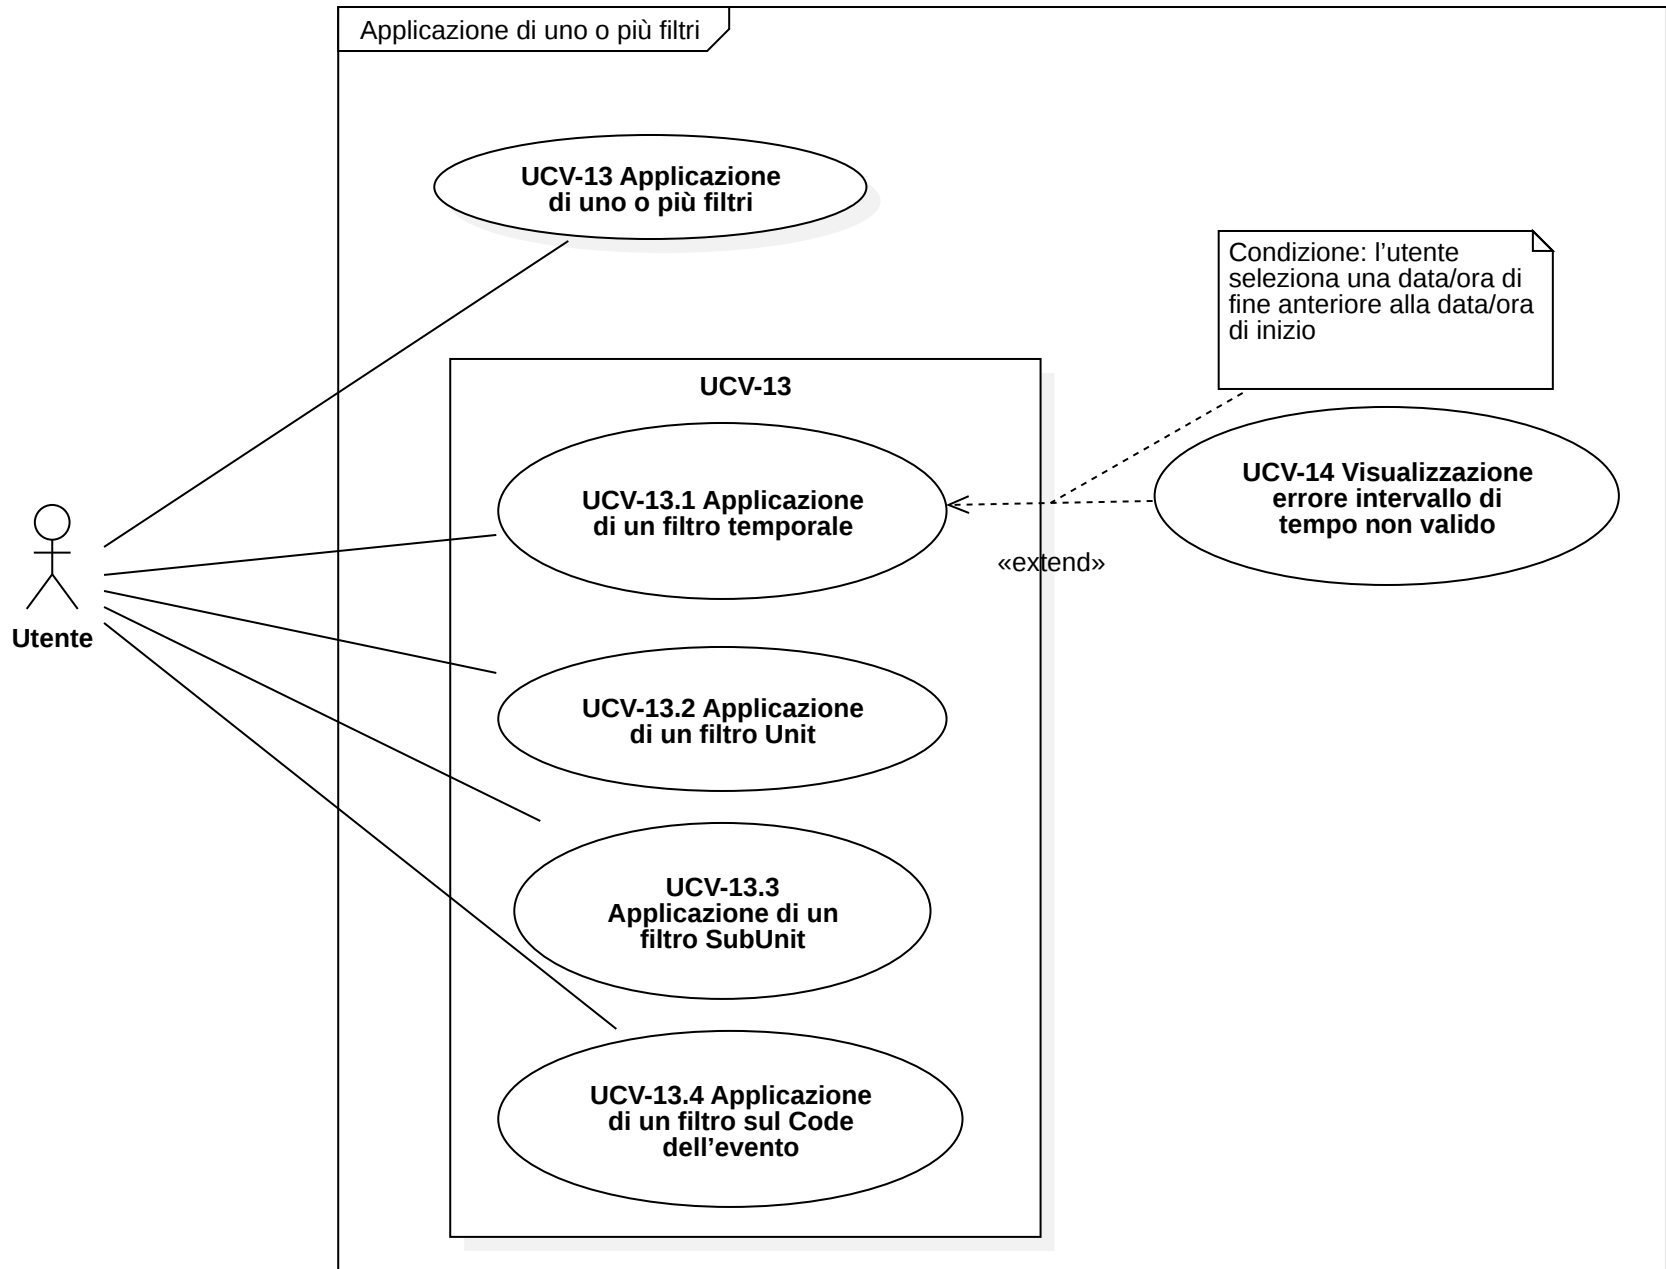 Applicazione di uno o più filtri
UCV-13 Applicazione
di uno o più filtri
Condizione: l’utente
seleziona una data/ora di
fine anteriore alla data/ora
di inizio
UCV-13
UCV-13.1 Applicazione
di un filtro temporale
«extend»
UCV-14 Visualizzazione
errore intervallo di
tempo non valido
Utente
UCV-13.2 Applicazione
di un filtro Unit
UCV-13.3
Applicazione di un
filtro SubUnit
UCV-13.4 Applicazione
di un filtro sul Code
dell’evento